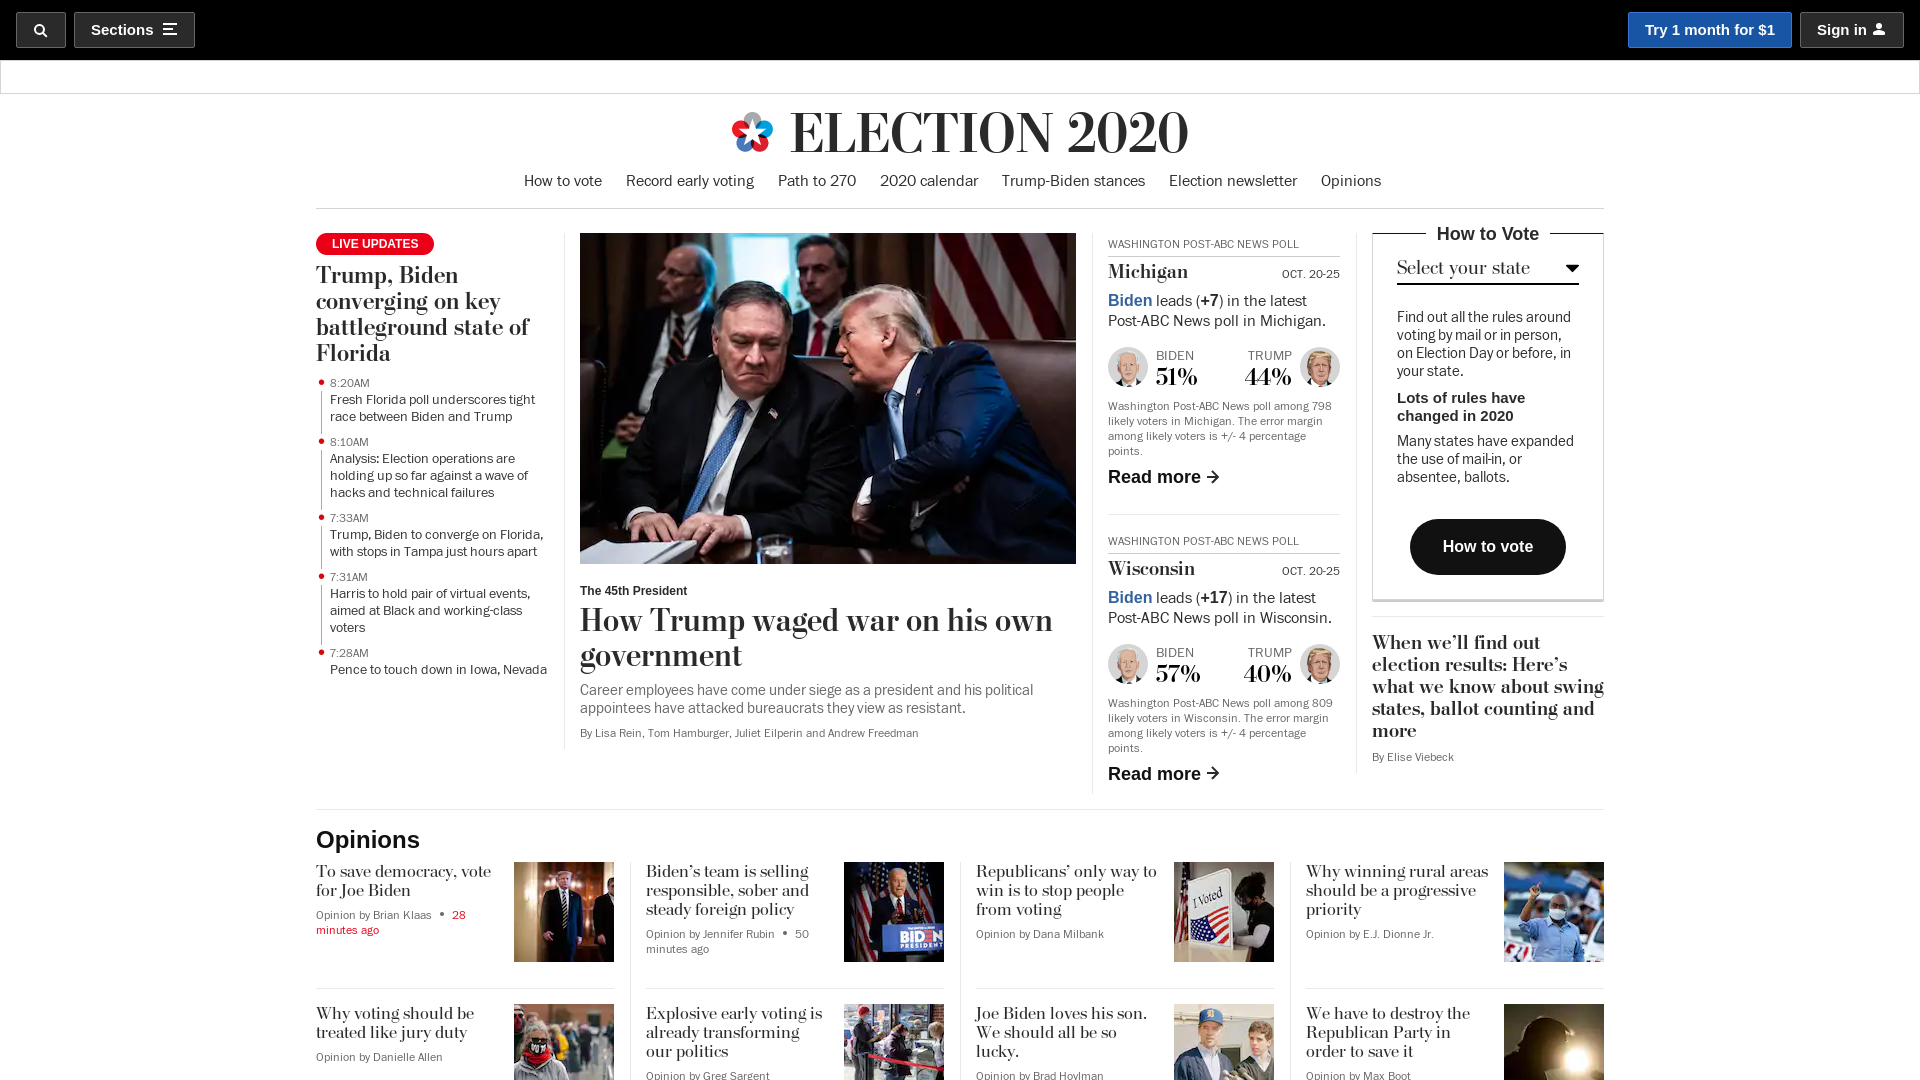 Sections
Try 1 month for $1
Sign in
ELECTION 2020
How to vote
Record early voting
Path to 270
2020 calendar
Trump-Biden stances
Election newsletter
Opinions
LIVE UPDATES
Trump, Biden
converging on key
battleground state of
Florida
8:20AM
Fresh Florida poll underscores tight
race between Biden and Trump
8:10AM
Analysis: Election operations are
holding up so far against a wave of
hacks and technical failures
7:33AM
Trump, Biden to converge on Florida,
with stops in Tampa just hours apart
7:31AM
Harris to hold pair of virtual events,
aimed at Black and working-class
voters
7:28AM
Pence to touch down in Iowa, Nevada
The 45th President
How Trump waged war on his own
government
Career employees have come under siege as a president and his political
appointees have attacked bureaucrats they view as resistant.
By Lisa Rein, Tom Hamburger, Juliet Eilperin and Andrew Freedman
WASHINGTON POST-ABC NEWS POLL
Michigan
OCT. 20-25
Biden leads (+7) in the latest
Post-ABC News poll in Michigan.
BIDEN
51%
TRUMP
44%
Washington Post-ABC News poll among 798
likely voters in Michigan. The error margin
among likely voters is +/- 4 percentage
points.
Read more →
WASHINGTON POST-ABC NEWS POLL
Wisconsin
OCT. 20-25
Biden leads (+17) in the latest
Post-ABC News poll in Wisconsin.
BIDEN
57%
TRUMP
40%
Washington Post-ABC News poll among 809
likely voters in Wisconsin. The error margin
among likely voters is +/- 4 percentage
points.
Read more →
How to Vote
Select your state
Find out all the rules around
voting by mail or in person,
on Election Day or before, in
your state.
Lots of rules have
changed in 2020
Many states have expanded
the use of mail-in, or
absentee, ballots.
How to vote
When we’ll find out
election results: Here’s
what we know about swing
states, ballot counting and
more
By Elise Viebeck
Opinions
To save democracy, vote
for Joe Biden
Opinion by Brian Klaas • 28
minutes ago
Biden’s team is selling
responsible, sober and
steady foreign policy
Opinion by Jennifer Rubin • 50
minutes ago
BIDEN
PRESIDENT
Republicans’ only way to
win is to stop people
from voting
Opinion by Dana Milbank
I Voted
Why winning rural areas
should be a progressive
priority
Opinion by E.J. Dionne Jr.
Why voting should be
treated like jury duty
Opinion by Danielle Allen
Explosive early voting is
already transforming
our politics
Opinion by Greg Sargent
Joe Biden loves his son.
We should all be so
lucky.
Opinion by Brad Hoylman
We have to destroy the
Republican Party in
order to save it
Opinion by Max Boot